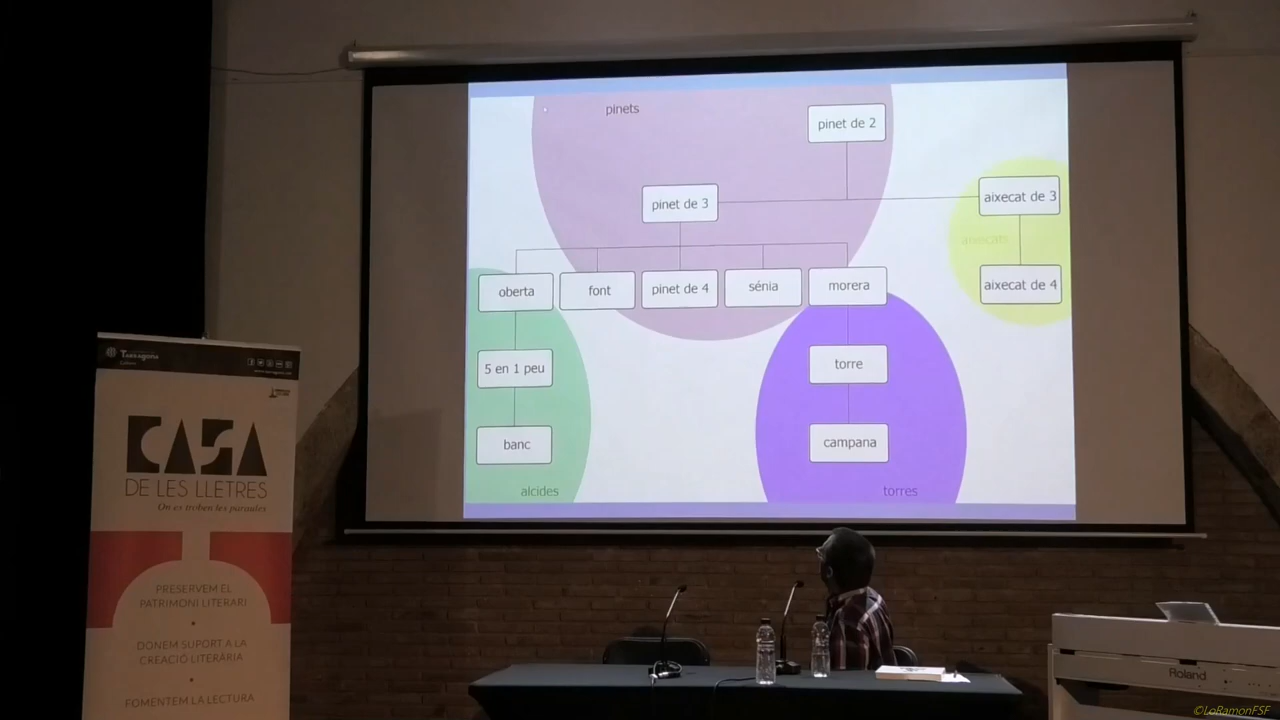 pinets
pinet de 2
pinet de 3
aixecat de 3
aixecats
oberta
font
pinet de 4
sénia
morera
aixecat de 4
5 en 1 peu
torre
banc
campana
alcides
torres
Tarragona
CASA
DE LES LLETRES
On es troben les paraules
PRESERVEM EL
PATRIMONI LITERARI
DONEM SUPORT A LA
CREACIÓ LITERÀRIA
FOMENTEM LA LECTURA
Roland
©LoRamonFSF